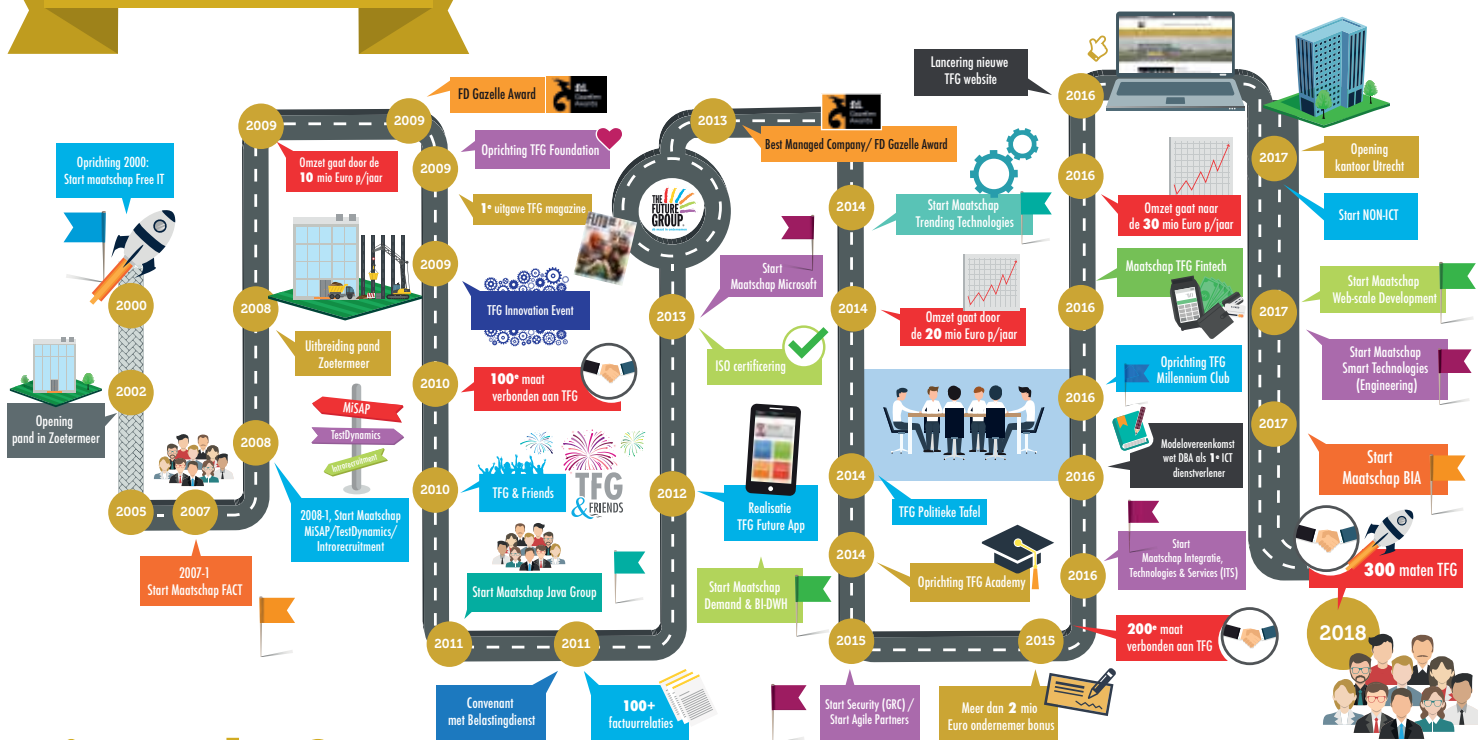 Oprichting 2000:
Start maatschap Free IT
2000
2002
Opening
pand in Zoetermeer
2005
2007
2007-1
Start Maatschap FACT
2008
2008-1, Start Maatschap
MiSAP/TestDynamics/
Introrecruitment
MiSAP
TestDynamics
Introrecruitment
2008
Uitbreiding pand
Zoetermeer
2009
Omzet gaat door de
10 mio Euro p/jaar
2009
FD Gazelle Award
fd.
Gazellen
Awards
2009
Oprichting TFG Foundation
1e uitgave TFG magazine
2009
TFG Innovation Event
2010
100e maat
verbonden aan TFG
2010
TFG & Friends
TFG
& FRIENDS
Start Maatschap Java Group
2011
2011
Convenant
met Belastingdienst
100+
factuurrelaties
2012
Realisatie
TFG Future App
Start Maatschap
Demand & BI-DWH
2013
Start
Maatschap Microsoft
ISO certificering
THE
FUTURE
GROUP
2013
Best Managed Company/ FD Gazelle Award
2014
Start Maatschap
Trending Technologies
2014
Omzet gaat door
de 20 mio Euro p/jaar
2014
TFG Politieke Tafel
2014
Oprichting TFG Academy
2015
Start Security (GRC) /
Start Agile Partners
2015
Meer dan 2 mio
Euro ondernemer bonus
200e maat
verbonden aan TFG
2016
Start
Maatschap Integratie,
Technologies & Services (ITS)
2016
Modelovereenkomst
wet DBA als 1e ICT
dienstverlener
2016
Oprichting TFG
Millennium Club
2016
Maatschap TFG Fintech
2016
Omzet gaat naar
de 30 mio Euro p/jaar
2016
Lancering nieuwe
TFG website
2017
Opening
kantoor Utrecht
Start NON-ICT
2017
Start Maatschap
Web-scale Development
Start Maatschap
Smart Technologies
(Engineering)
2017
Start
Maatschap BIA
300 maten TFG
2018